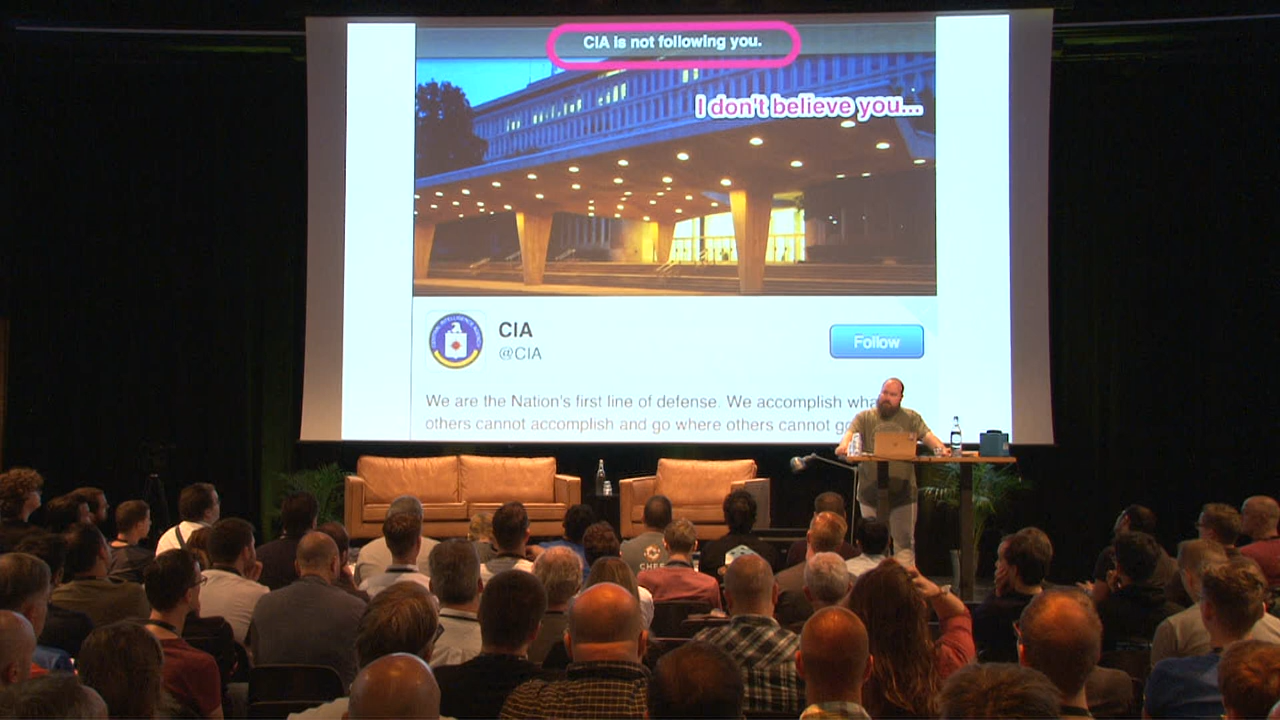 CIA is not following you.
I don't believe you...
CIA
@CIA
Follow
We are the Nation's first line of defense. We accomplish wha
others cannot accomplish and go where others cannot go
CHEF